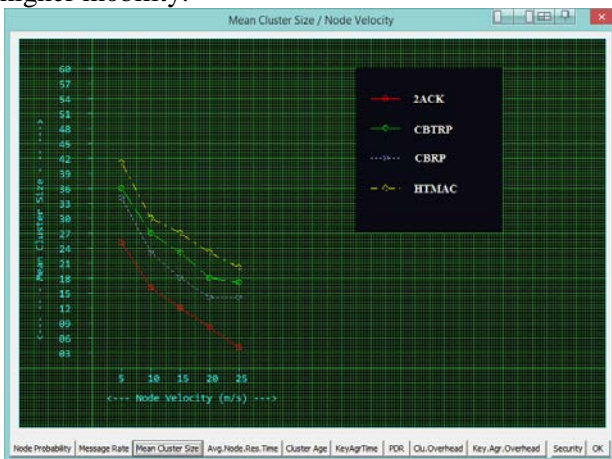 higher mobility.
Mean Cluster Size / Node Velocity
60
57
54
51
48
45
42
39
36
33
30
27
24
21
18
15
12
09
06
03
<---- Mean Cluster Size ---->
5 10 15 20 25
<--- Node Velocity (m/s) --->
2ACK
CBTRP
CBRP
HTMAC
Node Probability Message Rate Mean Cluster Size Avg.Node.Res.Time Cluster Age KeyAgrTime PDR Clu.Overhead Key.Agr.Overhead Security OK